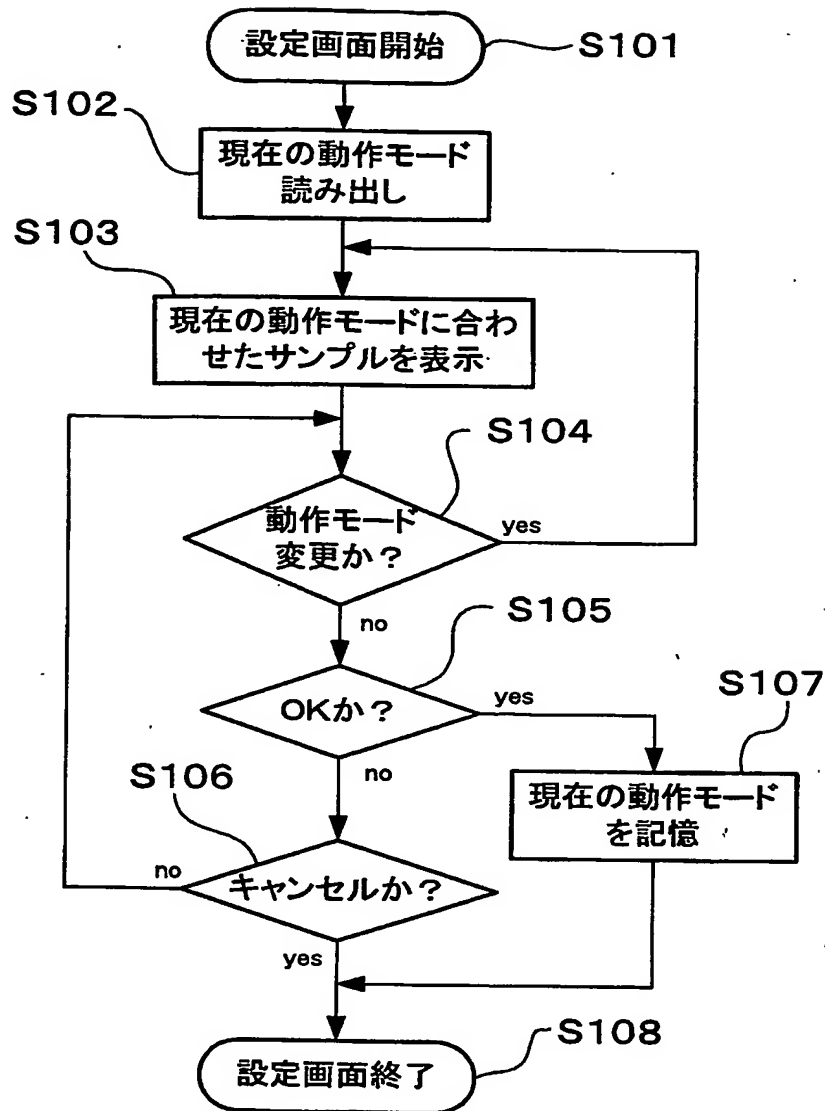 設定画面開始
S101
S102
現在の動作モード
読み出し
S103
現在の動作モードに合わ
せたサンプルを表示
S104
動作モード
変更か?
yes
no
S105
OKか?
yes
S107
no
S106
現在の動作モード
を記憶
キャンセルか?
no
yes
設定画面終了
S108